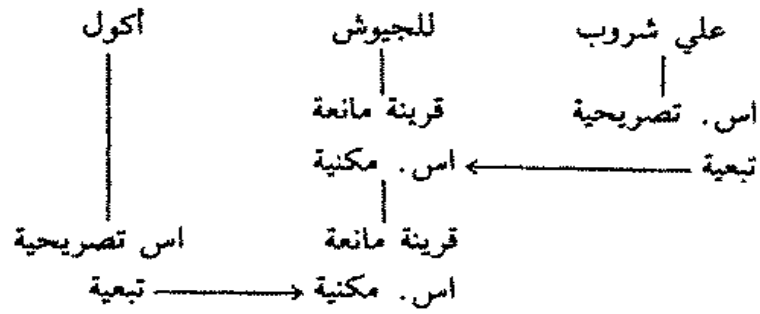 علي شروب للجيوش أكول
اس. تصريحية قرينة مانعة
تبعية اس. مكنية
قرينة مانعة اس تصريحية
اس. مكنية تبعية